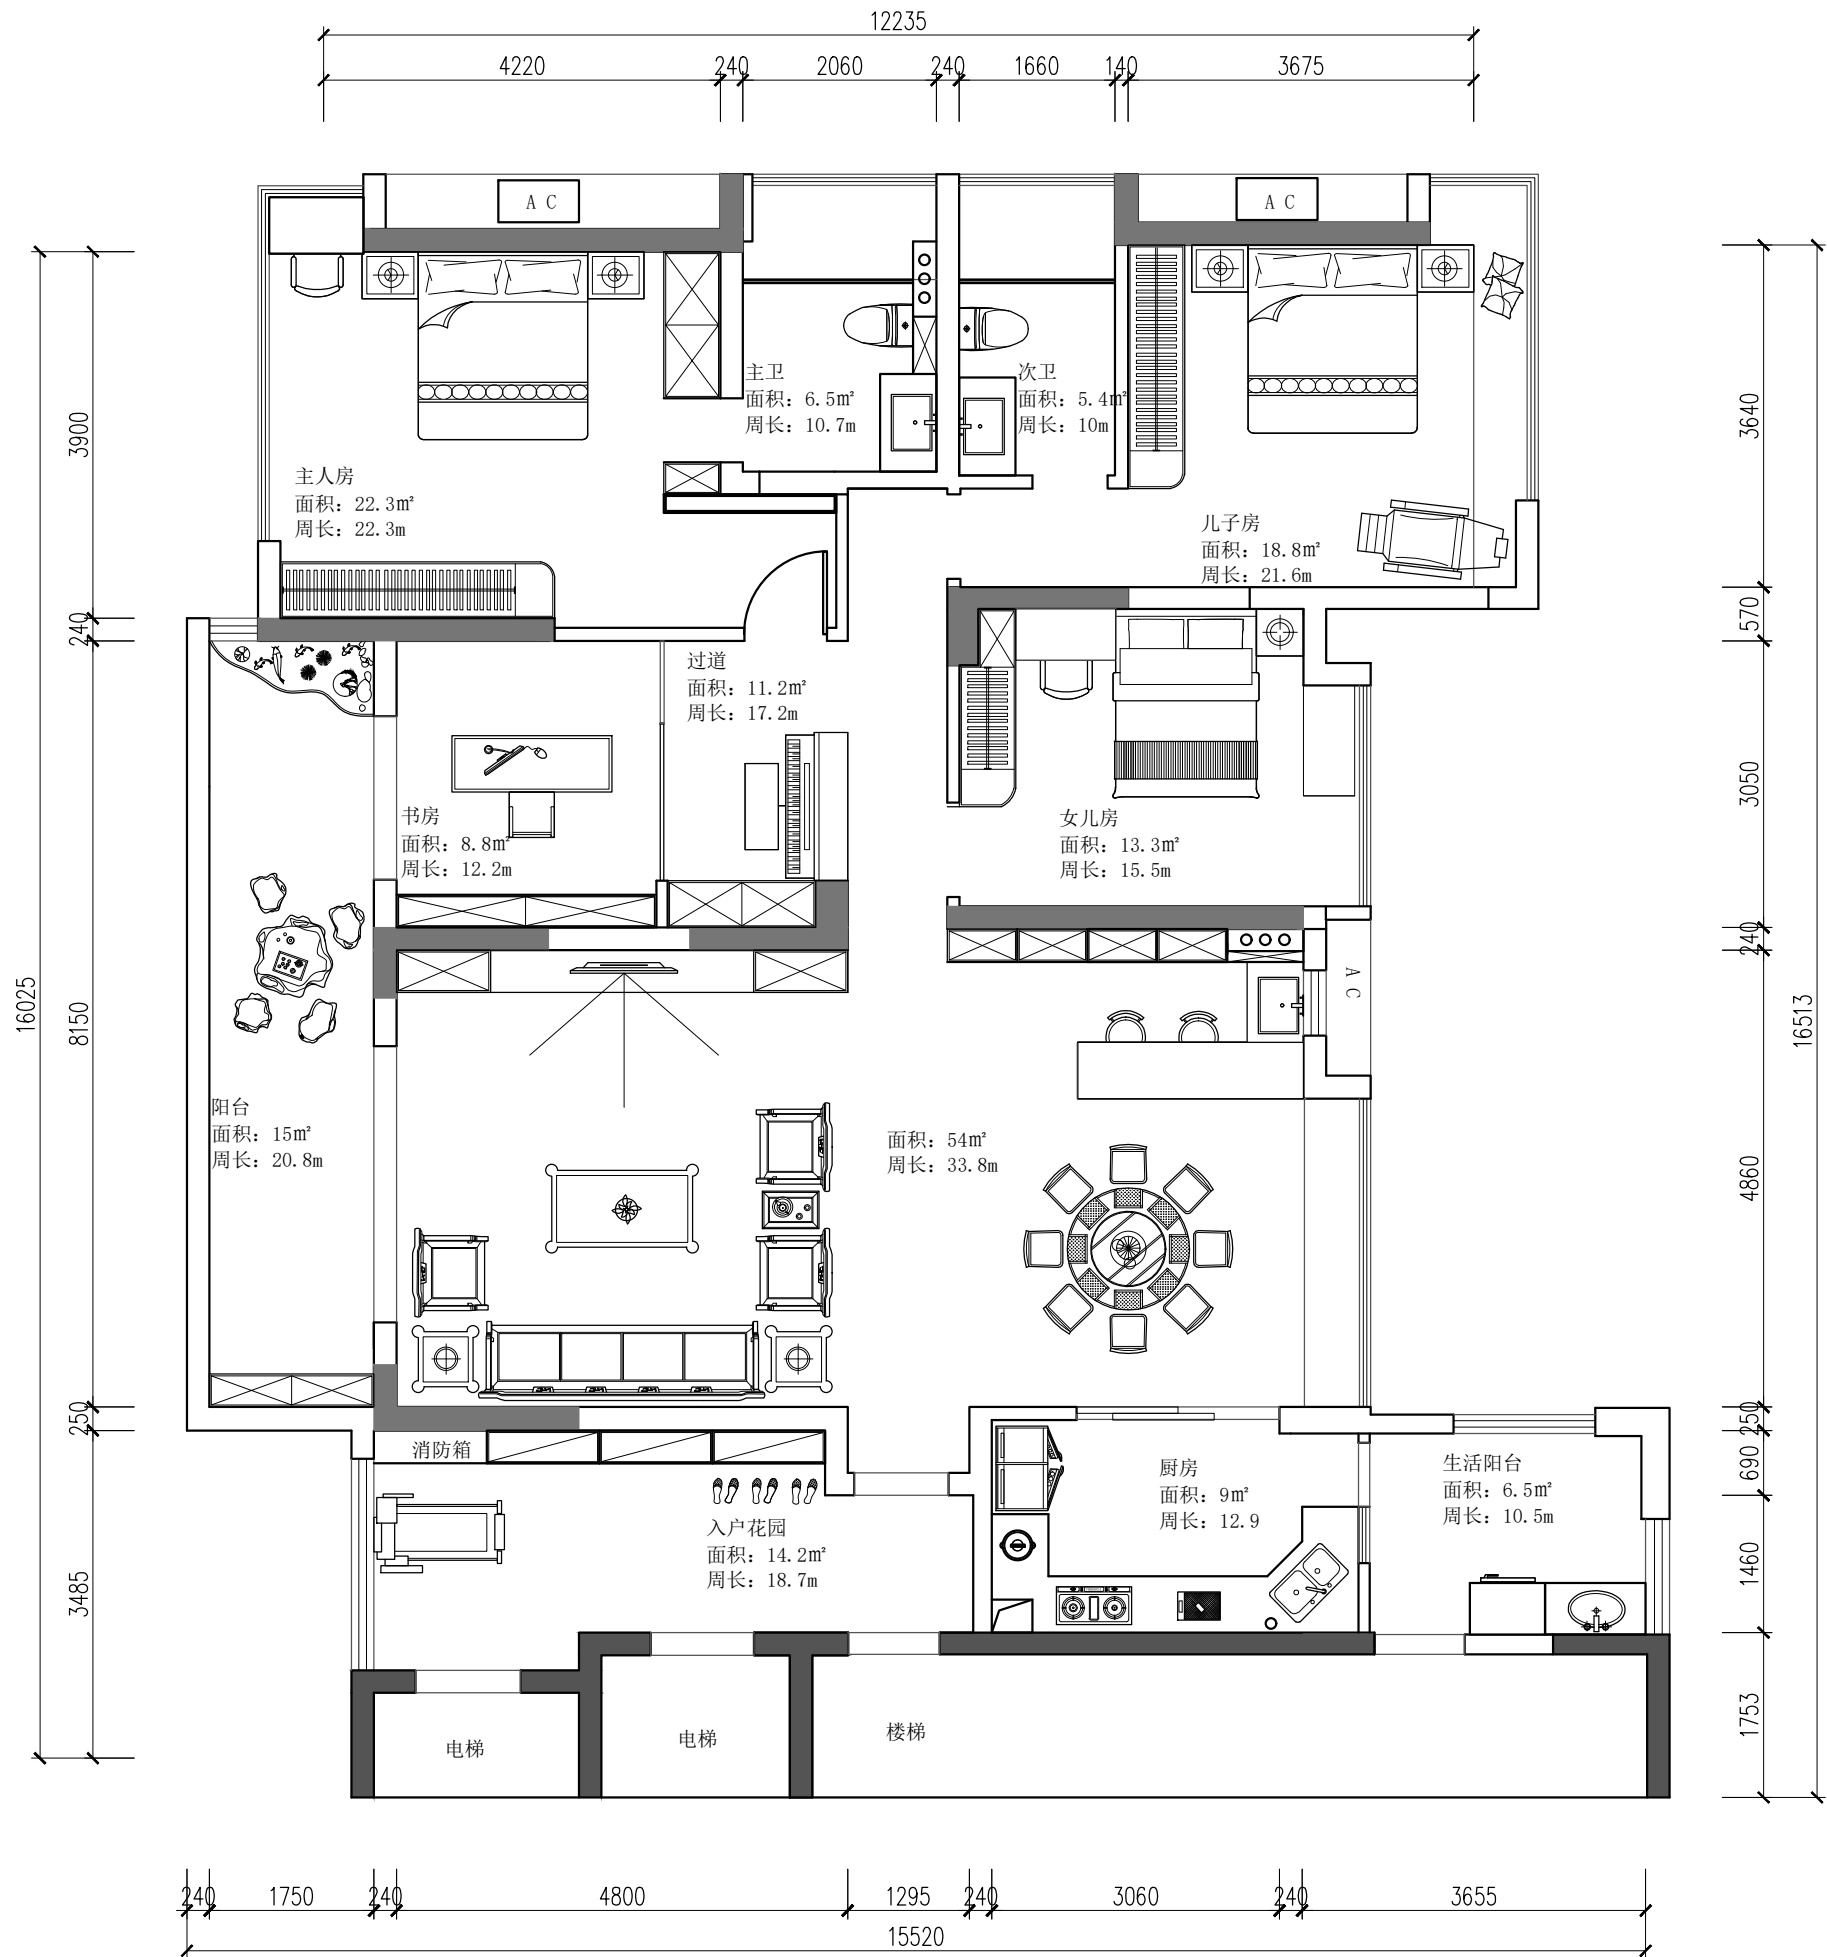 12235
4220
240
2060
240
1660
140
3675
A C
A C
主卫
面积：6.5㎡
周长：10.7m
次卫
面积：5.4㎡
周长：10m
主人房
面积：22.3㎡
周长：22.3m
儿子房
面积：18.8㎡
周长：21.6m
过道
面积：11.2㎡
周长：17.2m
书房
面积：8.8㎡
周长：12.2m
女儿房
面积：13.3㎡
周长：15.5m
A C
阳台
面积：15㎡
周长：20.8m
面积：54㎡
周长：33.8m
消防箱
入户花园
面积：14.2㎡
周长：18.7m
厨房
面积：9㎡
周长：12.9
生活阳台
面积：6.5㎡
周长：10.5m
电梯
电梯
楼梯
3900
240
8150
250
3485
16025
3640
570
3050
240
4860
250
690
1460
1753
16513
240
1750
240
4800
1295
240
3060
240
3655
15520